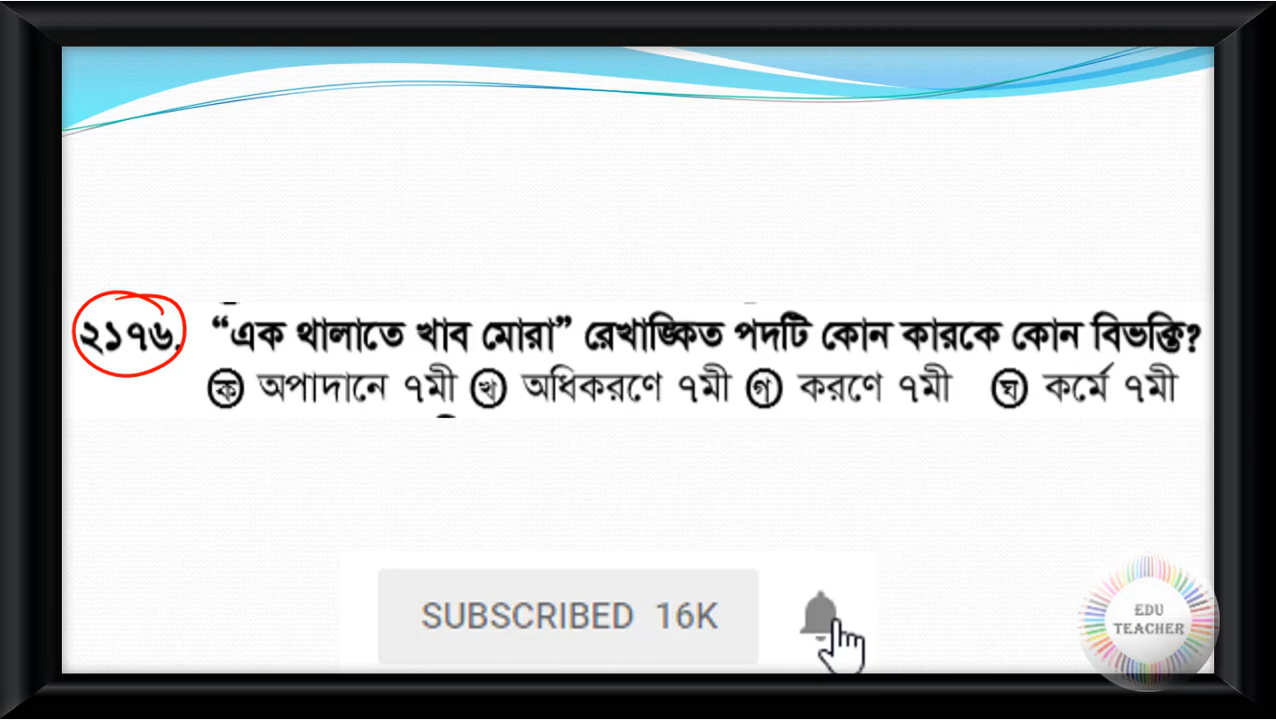 ২১৭৬. “এক থালাতে খাব মোরা” রেখাঙ্কিত পদটি কোন কারকে কোন বিভক্তি?
ক অপাদানে ৭মী খ অধিকরণে ৭মী গ করণে ৭মী ঘ কর্মে ৭মী
SUBSCRIBED 16K
EDU
TEACHER